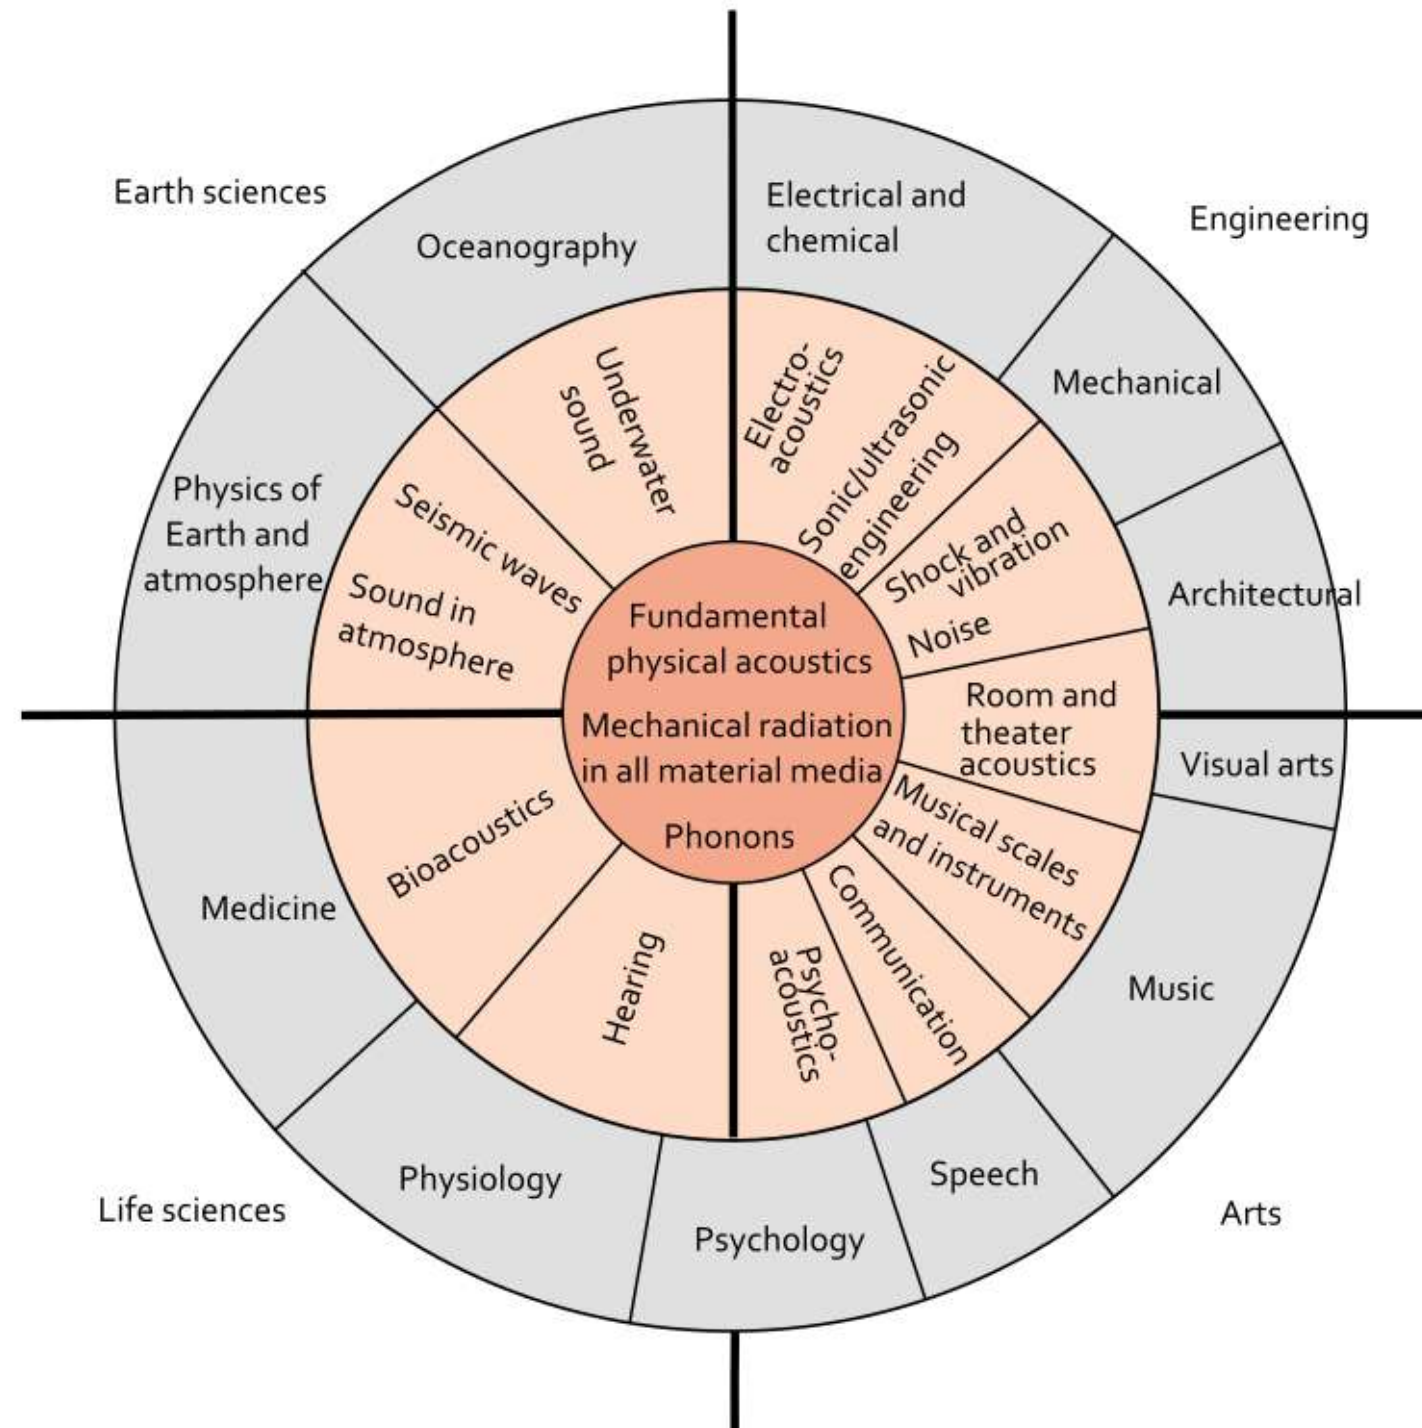 Earth sciences
Engineering
Oceanography
Electrical and
chemical
Mechanical
Physics of
Earth and
atmosphere
Architectural
Underwater
sound
Electro-
acoustics
Sonic/ultrasonic
engineering
Seismic waves
Shock and
vibration
Sound in
atmosphere
Noise
Fundamental
physical acoustics
Mechanical radiation
in all material media
Phonons
Room and
theater
acoustics
Visual arts
Musical scales
and instruments
Bioacoustics
Medicine
Communication
Hearing
Psycho-
acoustics
Music
Physiology
Speech
Psychology
Life sciences
Arts